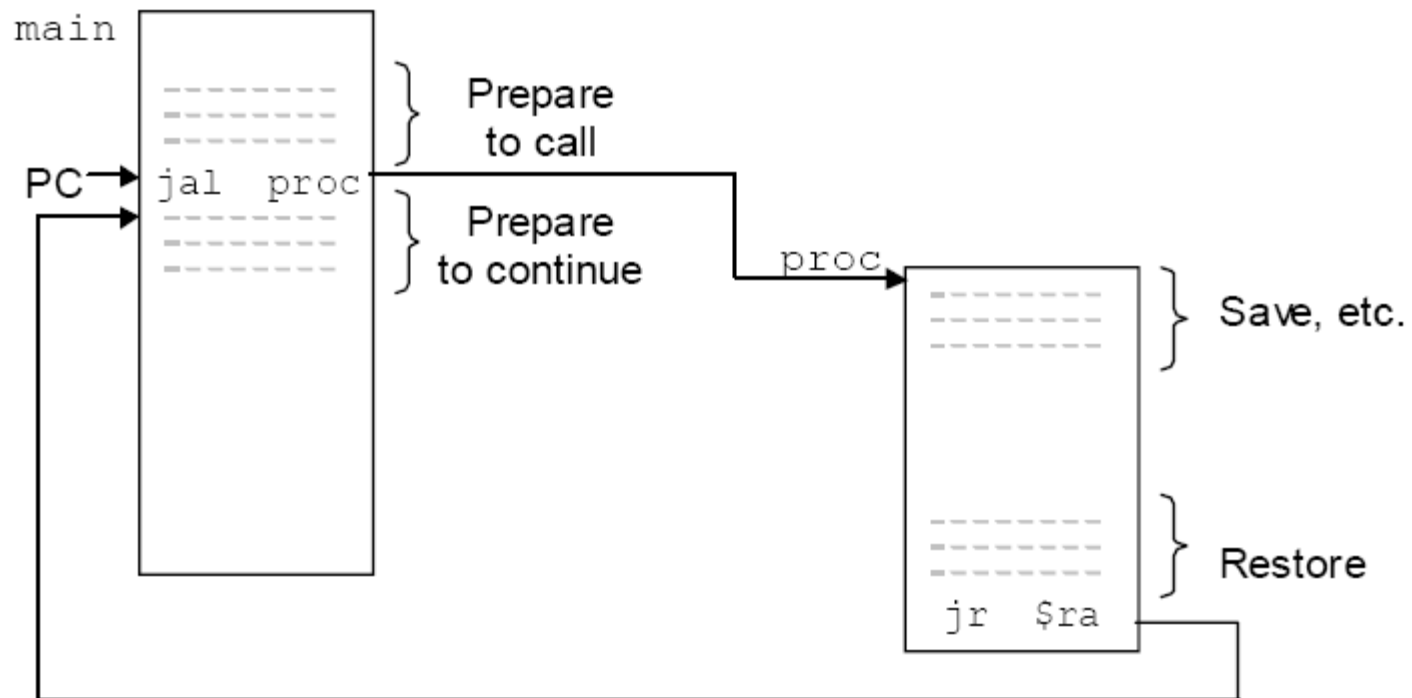 main
Prepare
to call
PC
jal proc
Prepare
to continue
proc
Save, etc.
Restore
jr $ra